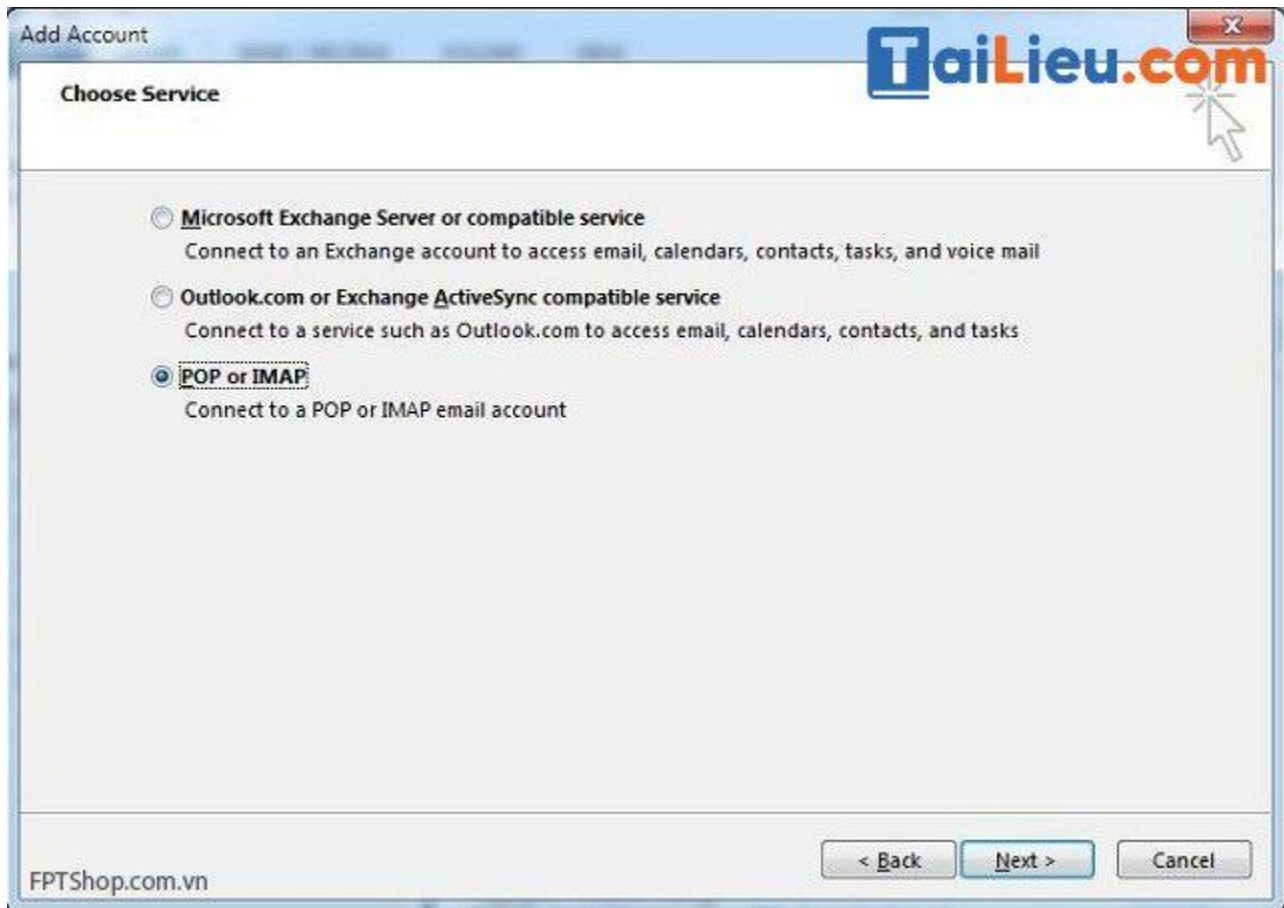 Add Account
TaiLieu.com
Choose Service
Microsoft Exchange Server or compatible service
Connect to an Exchange account to access email, calendars, contacts, tasks, and voice mail
Outlook.com or Exchange ActiveSync compatible service
Connect to a service such as Outlook.com to access email, calendars, contacts, and tasks
POP or IMAP
Connect to a POP or IMAP email account
< Back Next > Cancel
FPTShop.com.vn